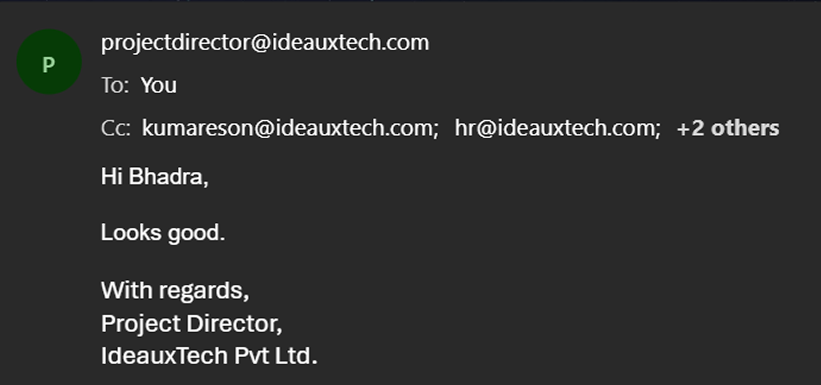 P
projectdirector@ideauxtech.com
To: You
Cc: kumareson@ideauxtech.com; hr@ideauxtech.com; +2 others
Hi Bhadra,
Looks good.
With regards,
Project Director,
IdeauxTech Pvt Ltd.